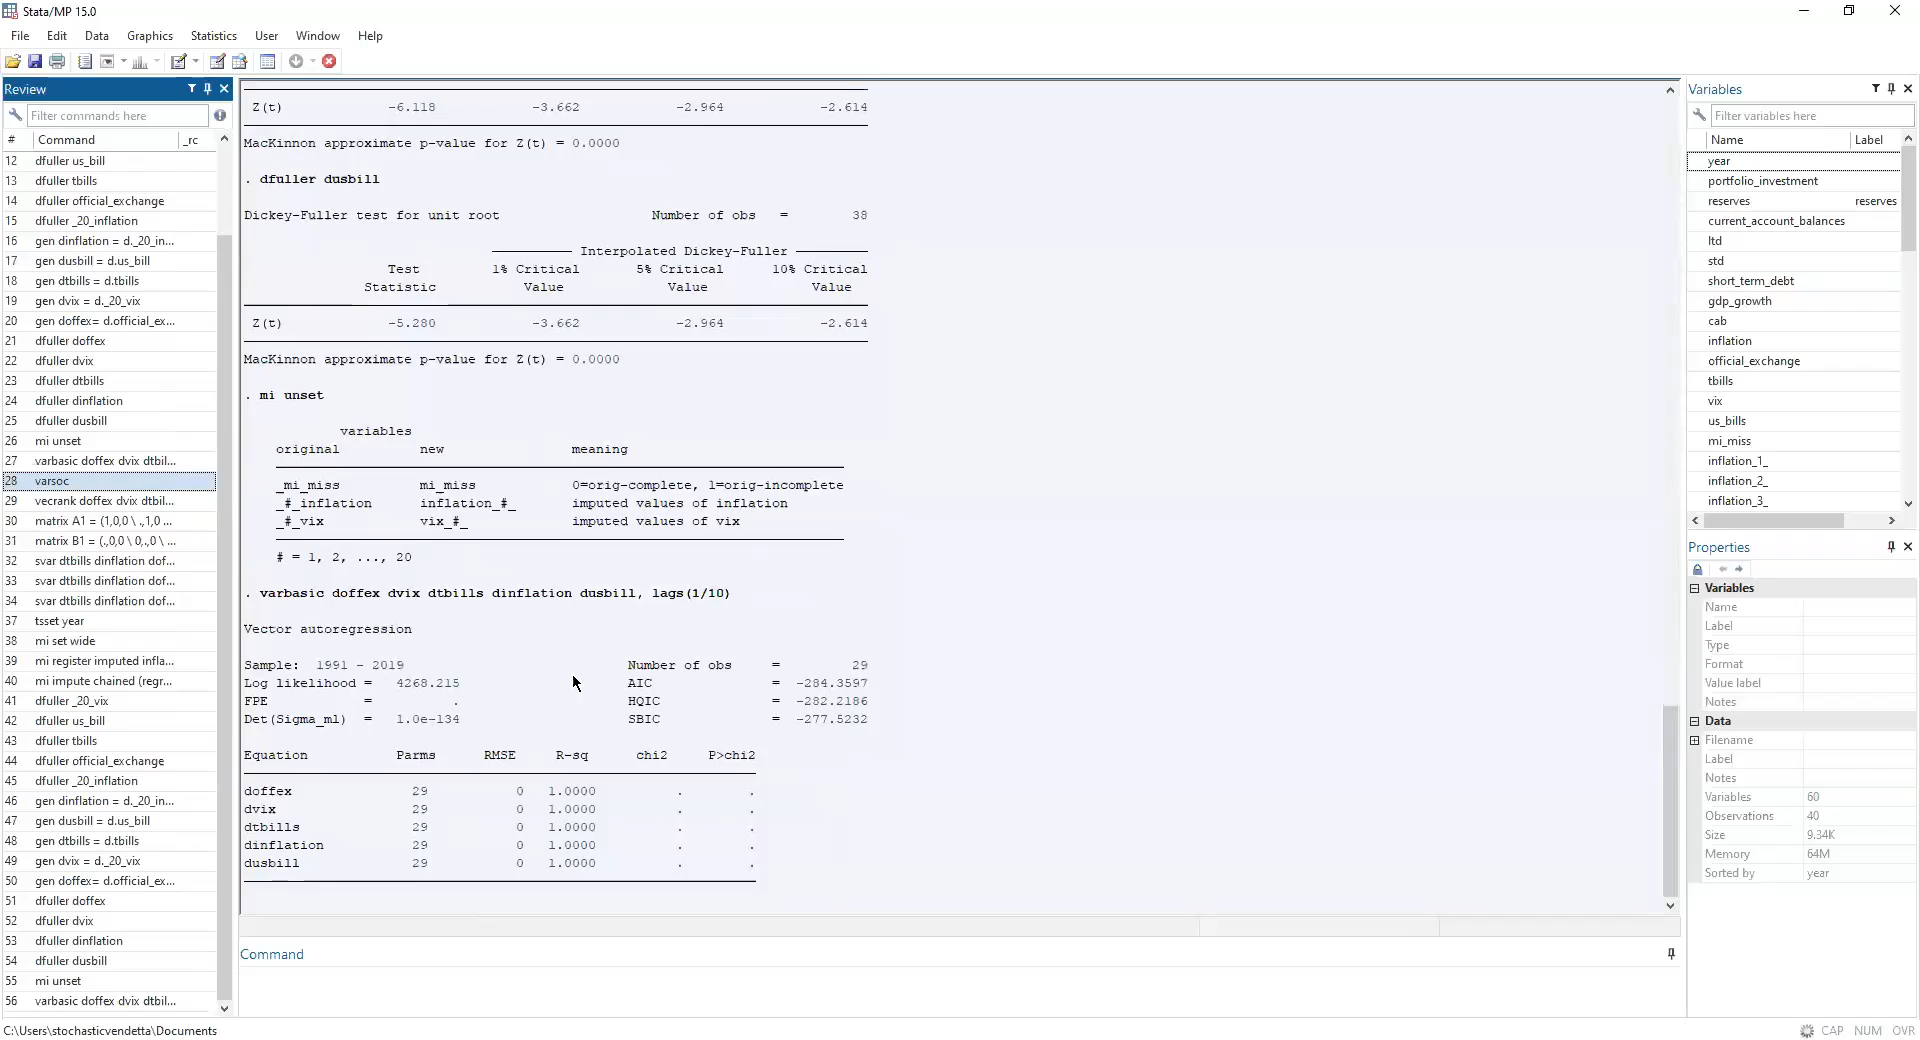 Stata/MP 15.0
File Edit Data Graphics Statistics User Window Help
Review
Filter commands here
# Command _rc
12 dfuller us_bill
13 dfuller tbills
14 dfuller official_exchange
15 dfuller _20_inflation
16 gen dinflation = d._20_in...
17 gen dusbill = d.us_bill
18 gen dtbills = d.tbills
19 gen dvix = d._20_vix
20 gen doffex= d.official_ex...
21 dfuller doffex
22 dfuller dvix
23 dfuller dtbills
24 dfuller dinflation
25 dfuller dusbill
26 mi unset
27 varbasic doffex dvix dtbil...
28 varsoc
29 vecrank doffex dvix dtbil...
30 matrix A1 = (1,0,0 \ .,1,0 ...
31 matrix B1 = (.,0,0 \ 0,.,0 \ ...
32 svar dtbills dinflation dof...
33 svar dtbills dinflation dof...
34 svar dtbills dinflation dof...
37 tsset year
38 mi set wide
39 mi register imputed infla...
40 mi impute chained (regr...
41 dfuller _20_vix
42 dfuller us_bill
43 dfuller tbills
44 dfuller official_exchange
45 dfuller _20_inflation
46 gen dinflation = d._20_in...
47 gen dusbill = d.us_bill
48 gen dtbills = d.tbills
49 gen dvix = d._20_vix
50 gen doffex= d.official_ex...
51 dfuller doffex
52 dfuller dvix
53 dfuller dinflation
54 dfuller dusbill
55 mi unset
56 varbasic doffex dvix dtbil...
Z(t) -6.118 -3.662 -2.964 -2.614
MacKinnon approximate p-value for Z(t) = 0.0000
. dfuller dusbill
Dickey-Fuller test for unit root Number of obs = 38
Interpolated Dickey-Fuller
Test 1% Critical 5% Critical 10% Critical
Statistic Value Value Value
Z(t) -5.280 -3.662 -2.964 -2.614
MacKinnon approximate p-value for Z(t) = 0.0000
. mi unset
variables
original new meaning
_mi_miss mi_miss 0=orig-complete, 1=orig-incomplete
_#_inflation inflation_#_ imputed values of inflation
_#_vix vix_#_ imputed values of vix
# = 1, 2, ..., 20
. varbasic doffex dvix dtbills dinflation dusbill, lags(1/10)
Vector autoregression
Sample: 1991 - 2019 Number of obs = 29
Log likelihood = 4268.215 AIC = -284.3597
FPE = . HQIC = -282.2186
Det(Sigma_ml) = 1.0e-134 SBIC = -277.5232
Equation Parms RMSE R-sq chi2 P>chi2
doffex 29 0 1.0000 . .
dvix 29 0 1.0000 . .
dtbills 29 0 1.0000 . .
dinflation 29 0 1.0000 . .
dusbill 29 0 1.0000 . .
Command
Variables
Filter variables here
Name Label
year
portfolio_investment
reserves reserves
current_account_balances
ltd
std
short_term_debt
gdp_growth
cab
inflation
official_exchange
tbills
vix
us_bills
mi_miss
inflation_1_
inflation_2_
inflation_3_
Properties
Variables
Name
Label
Type
Format
Value label
Notes
Data
Filename
Label
Notes
Variables 60
Observations 40
Size 9.34K
Memory 64M
Sorted by year
C:\Users\stochasticvendetta\Documents
CAP NUM OVR